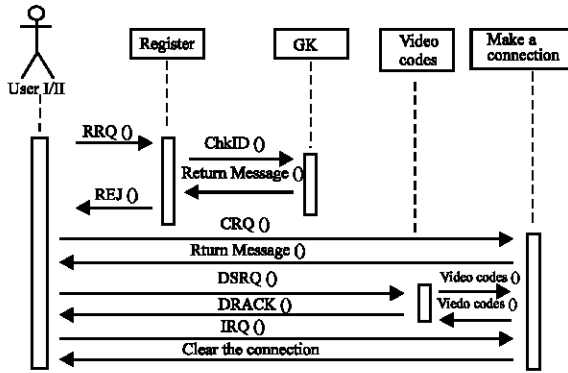 Register
GK
Video
codes
Make a
connection
User I/II
RRQ ()
ChkID ()
Return Message ()
REJ ()
CRQ ()
Rturn Message ()
DSRQ ()
Video codes ()
DRACK ()
Viedo codes ()
IRQ ()
Clear the connection